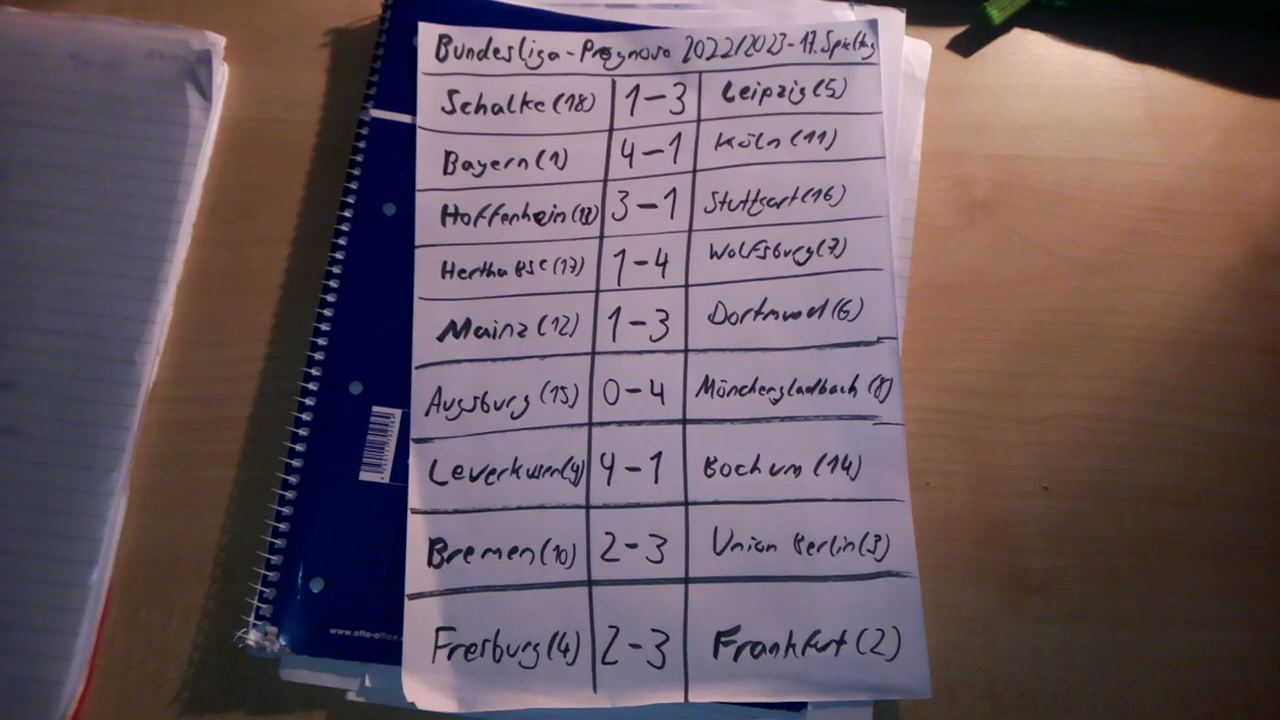 Bundesliga-Prognose 2022/2023-17.Spieltag
Schalke (18) 1-3 Leipzig (5)
Bayern (1) 4-1 Köln (11)
Hoffenheim 3-1 Stuttgart (16)
Hertha BSC (17) 1-4 Wolfsburg (7)
Mainz (12) 1-3 Dortmund (6)
Augsburg (15) 0-4 Mönchengladbach (8)
Leverkusen (9) 4-1 Bochum (14)
Bremen (10) 2-3 Union Berlin (3)
Freiburg (4) 2-3 Frankfurt (2)